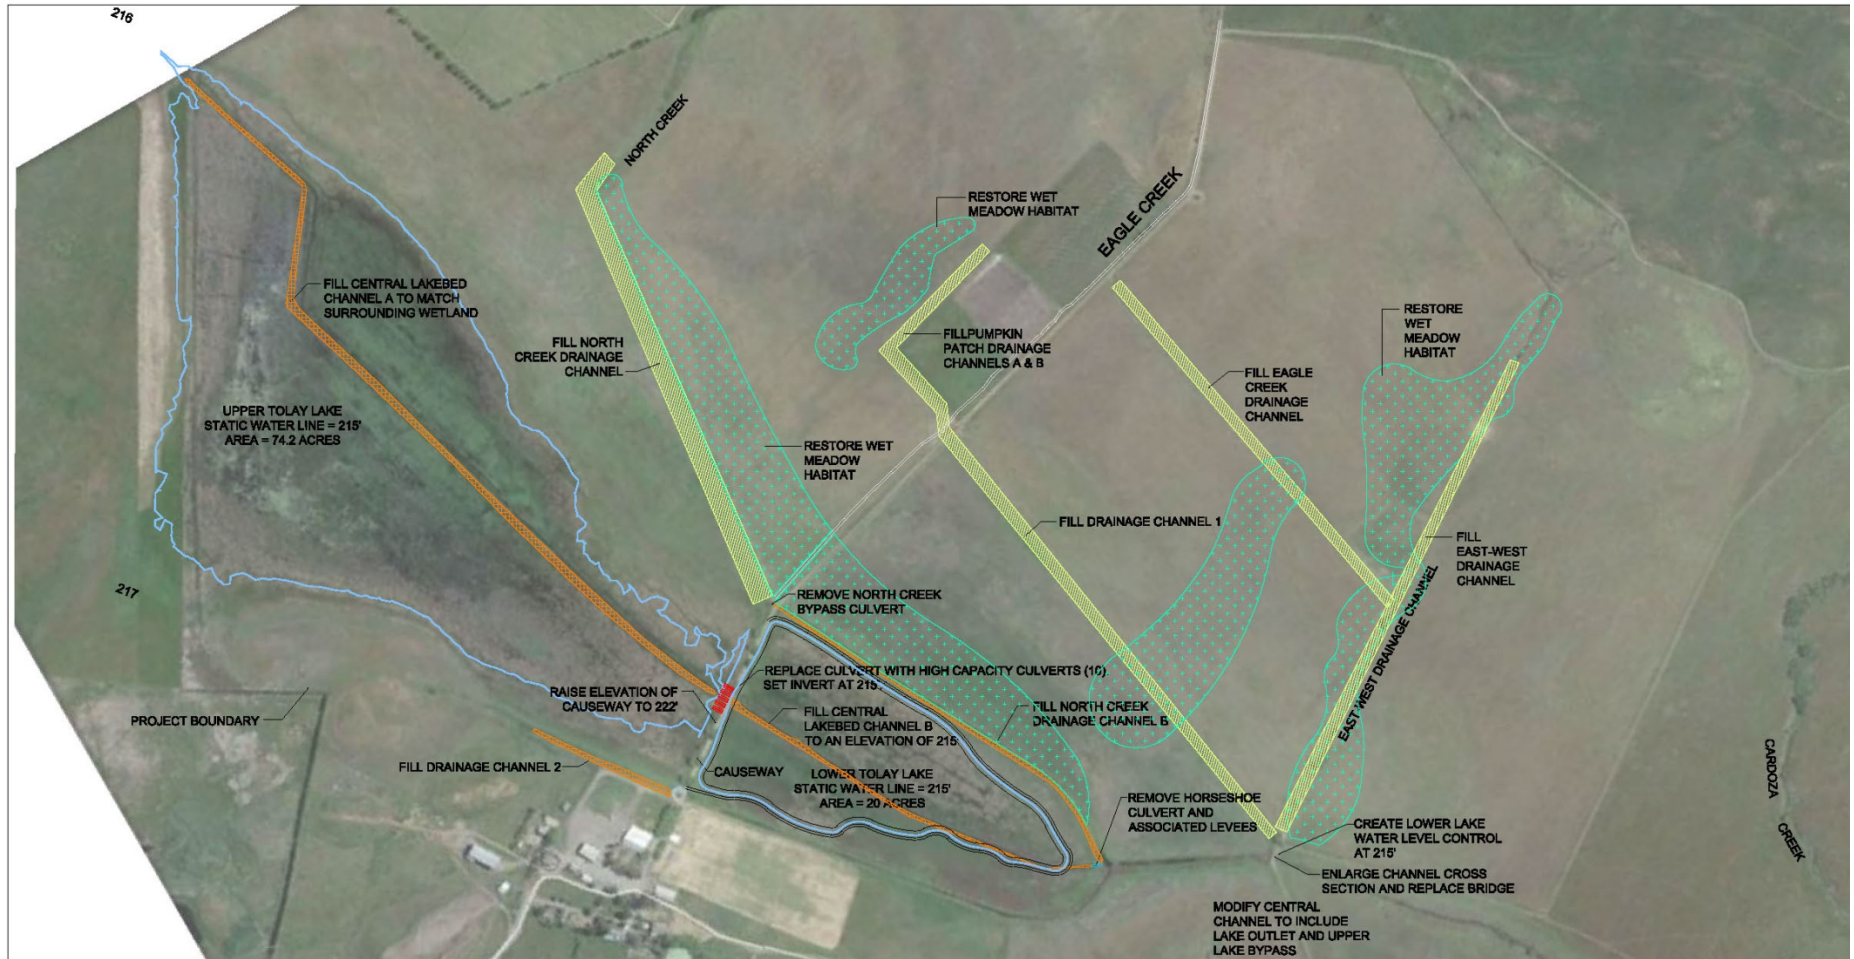 216
NORTH CREEK
RESTORE WET
MEADOW HABITAT
EAGLE CREEK
FILL CENTRAL LAKEBED
CHANNEL A TO MATCH
SURROUNDING WETLAND
FILL NORTH
CREEK DRAINAGE
CHANNEL
FILLPUMPKIN
PATCH DRAINAGE
CHANNELS A & B
RESTORE
WET
MEADOW
HABITAT
FILL EAGLE
CREEK
DRAINAGE
CHANNEL
UPPER TOLAY LAKE
STATIC WATER LINE = 215'
AREA = 74.2 ACRES
RESTORE WET
MEADOW
HABITAT
FILL DRAINAGE CHANNEL 1
FILL
EAST-WEST
DRAINAGE
CHANNEL
EAST WEST DRAINAGE CHANNEL
217
REMOVE NORTH CREEK
BYPASS CULVERT
REPLACE CULVERT WITH HIGH CAPACITY CULVERTS (10)
SET INVERT AT 215'
RAISE ELEVATION OF
CAUSEWAY TO 222'
PROJECT BOUNDARY
FILL CENTRAL
LAKEBED CHANNEL B
TO AN ELEVATION OF 215'
FILL NORTH CREEK
DRAINAGE CHANNEL B
FILL DRAINAGE CHANNEL 2
CAUSEWAY
LOWER TOLAY LAKE
STATIC WATER LINE = 215'
AREA = 20 ACRES
REMOVE HORSESHOE
CULVERT AND
ASSOCIATED LEVEES
CREATE LOWER LAKE
WATER LEVEL CONTROL
AT 215'
ENLARGE CHANNEL CROSS
SECTION AND REPLACE BRIDGE
MODIFY CENTRAL
CHANNEL TO INCLUDE
LAKE OUTLET AND UPPER
LAKE BYPASS
CARDOZA
CREEK